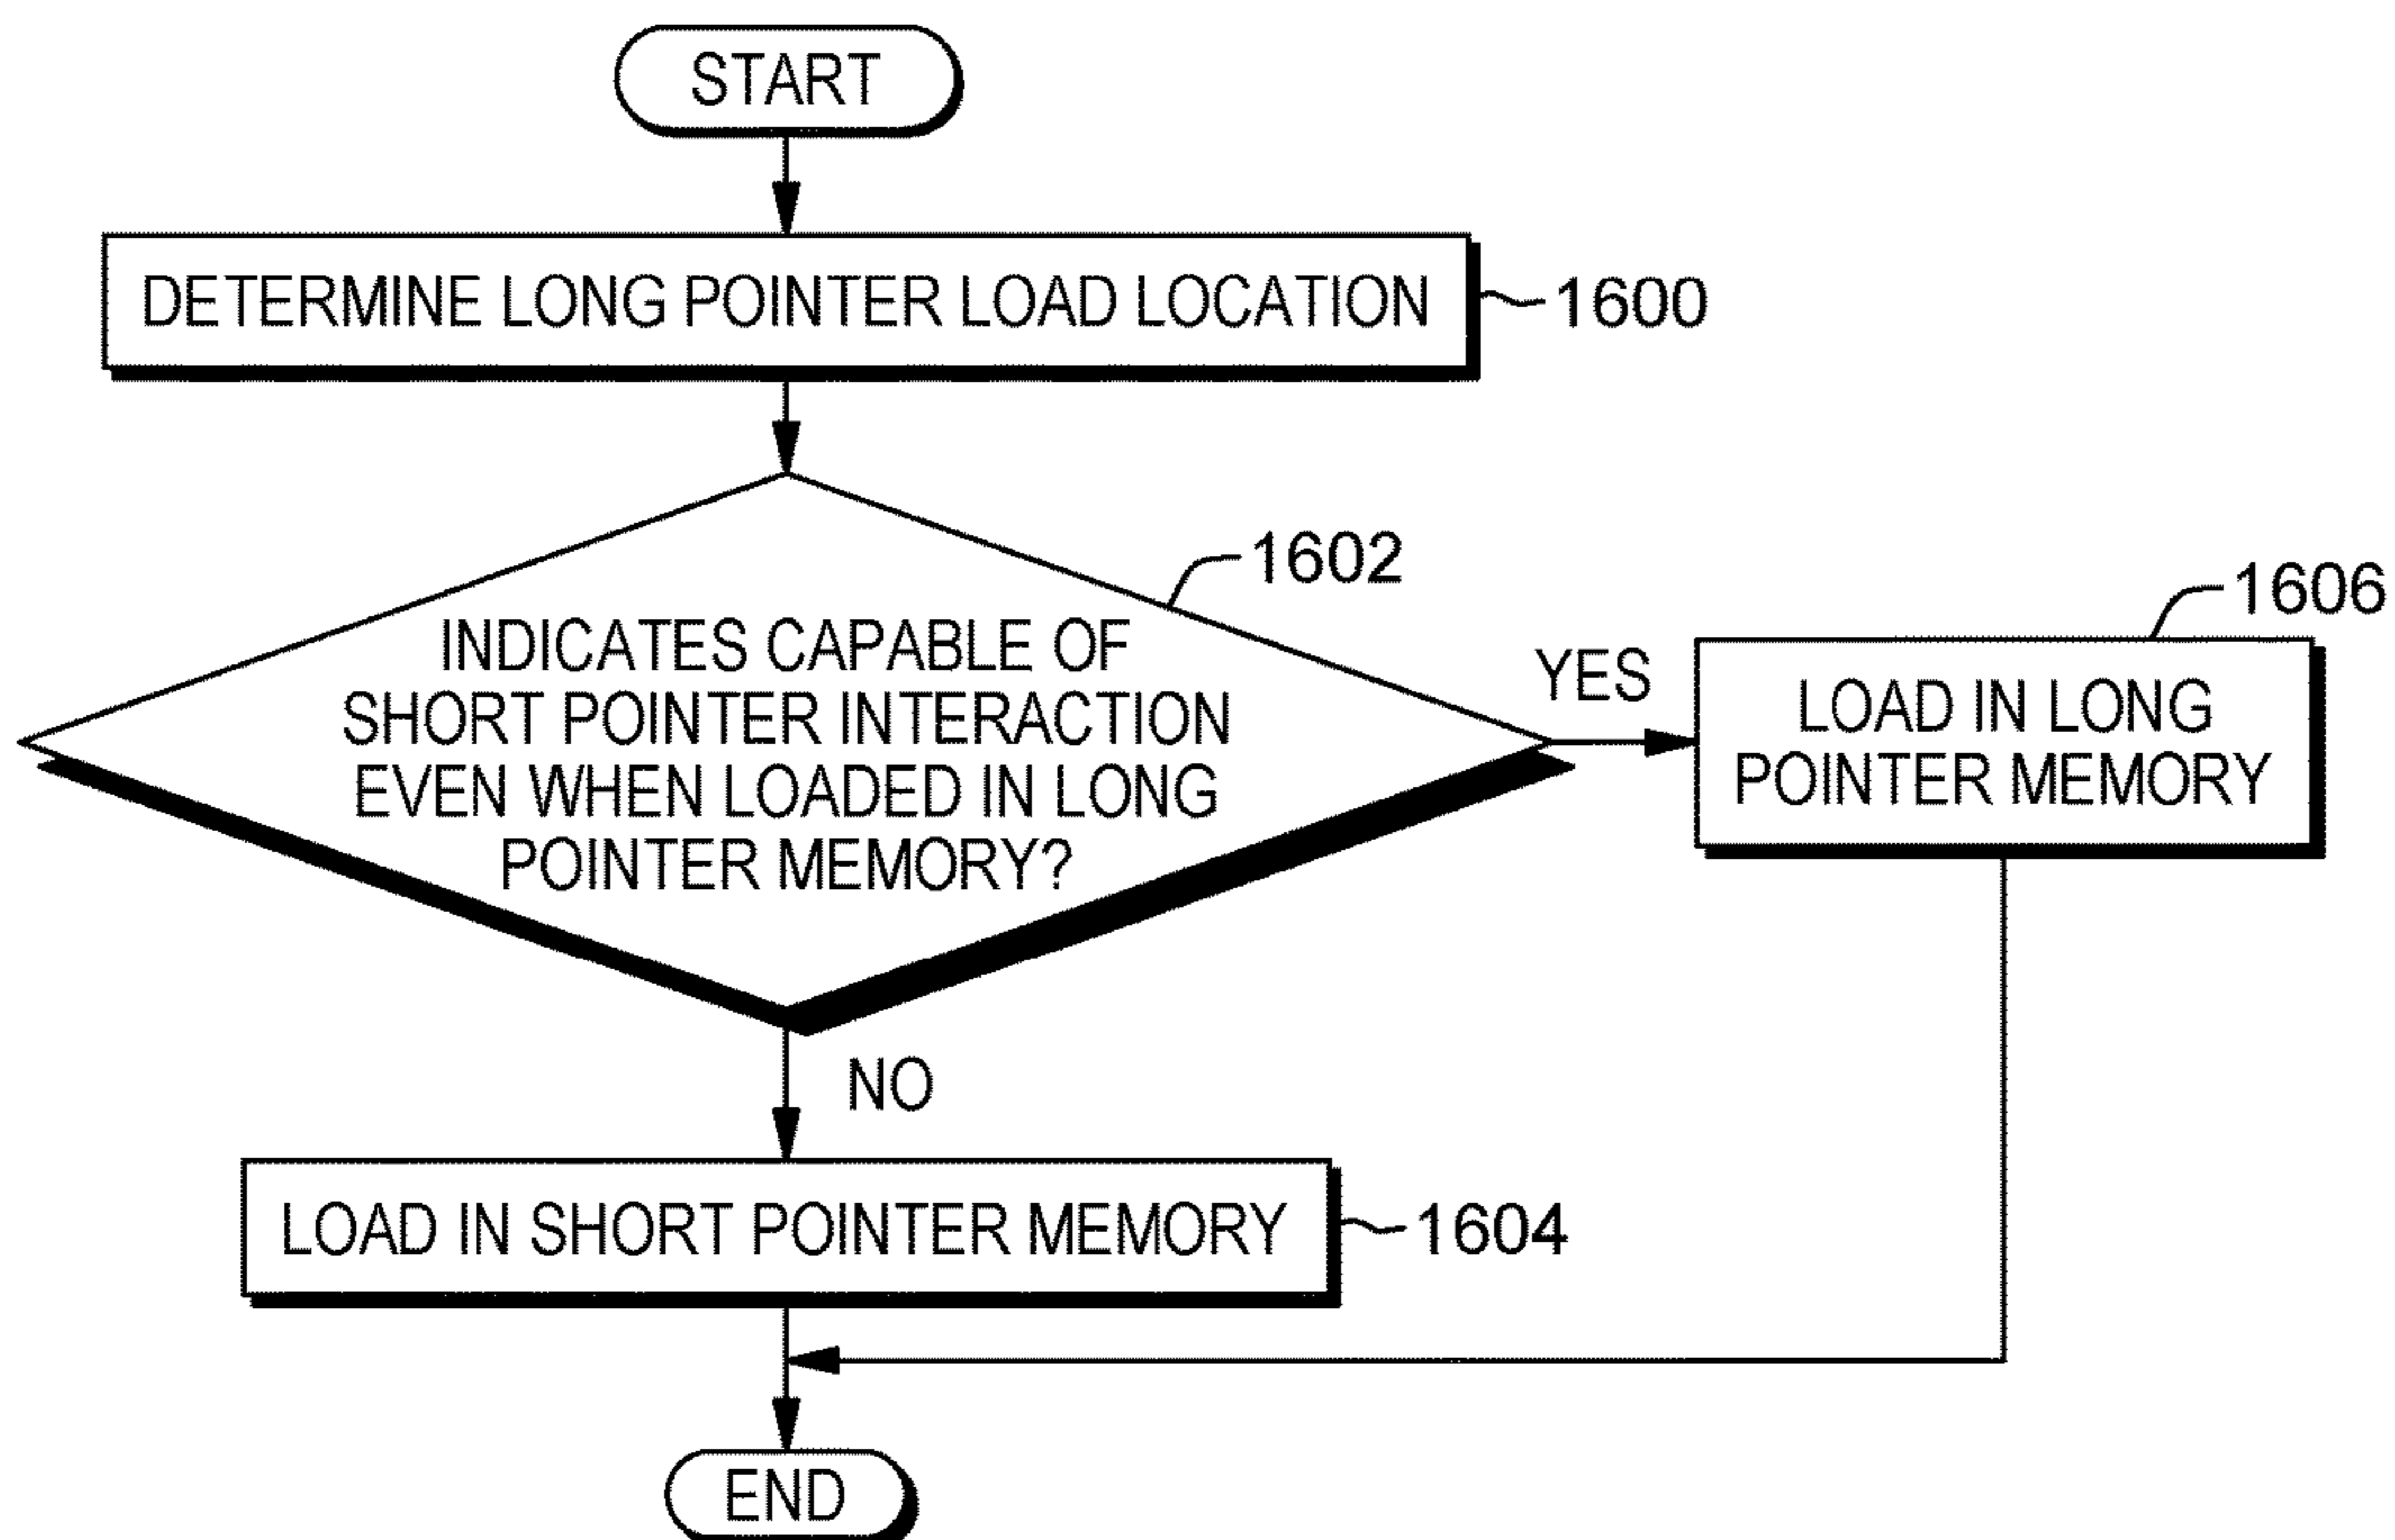 START
DETERMINE LONG POINTER LOAD LOCATION
1600
1602
INDICATES CAPABLE OF
SHORT POINTER INTERACTION
EVEN WHEN LOADED IN LONG
POINTER MEMORY?
YES
1606
LOAD IN LONG
POINTER MEMORY
NO
LOAD IN SHORT POINTER MEMORY
1604
END